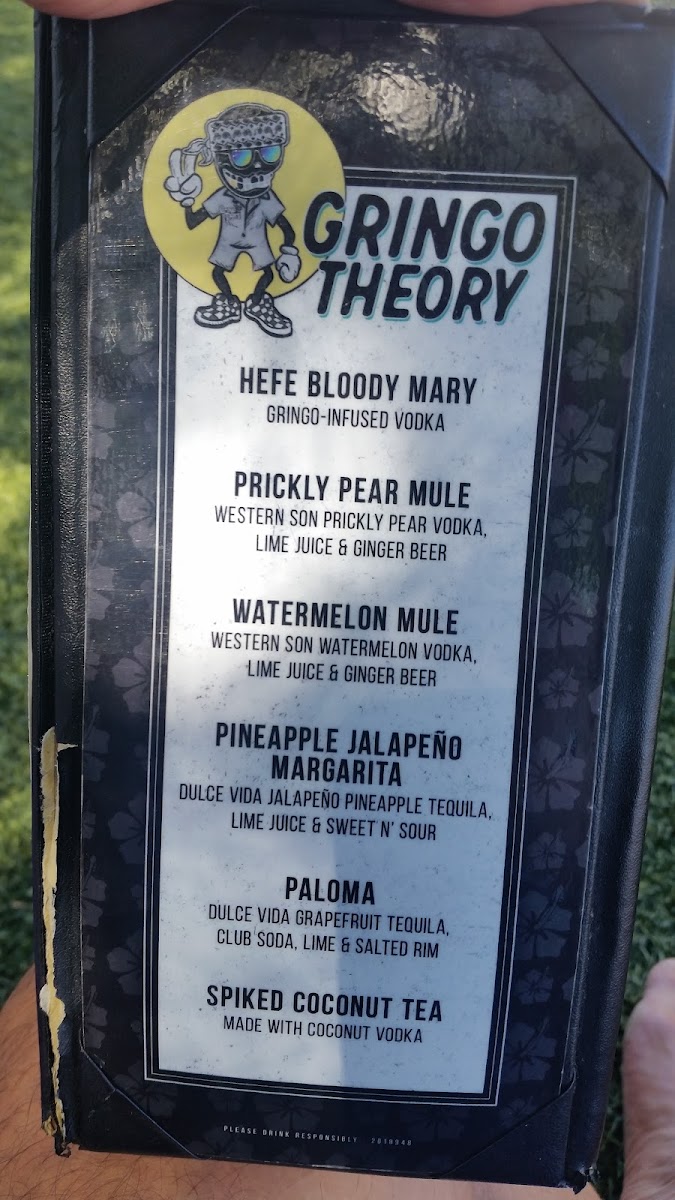 GRINGO
THEORY
HEFE BLOODY MARY
GRINGO-INFUSED VODKA
PRICKLY PEAR MULE
WESTERN SON PRICKLY PEAR VODKA,
LIME JUICE & GINGER BEER
WATERMELON MULE
WESTERN SON WATERMELON VODKA,
LIME JUICE & GINGER BEER
PINEAPPLE JALAPEÑO
MARGARITA
DULCE VIDA JALAPEÑO PINEAPPLE TEQUILA,
LIME JUICE & SWEET N' SOUR
PALOMA
DULCE VIDA GRAPEFRUIT TEQUILA,
CLUB SODA, LIME & SALTED RIM
SPIKED COCONUT TEA
MADE WITH COCONUT VODKA
PLEASE DRINK RESPONSIBLY